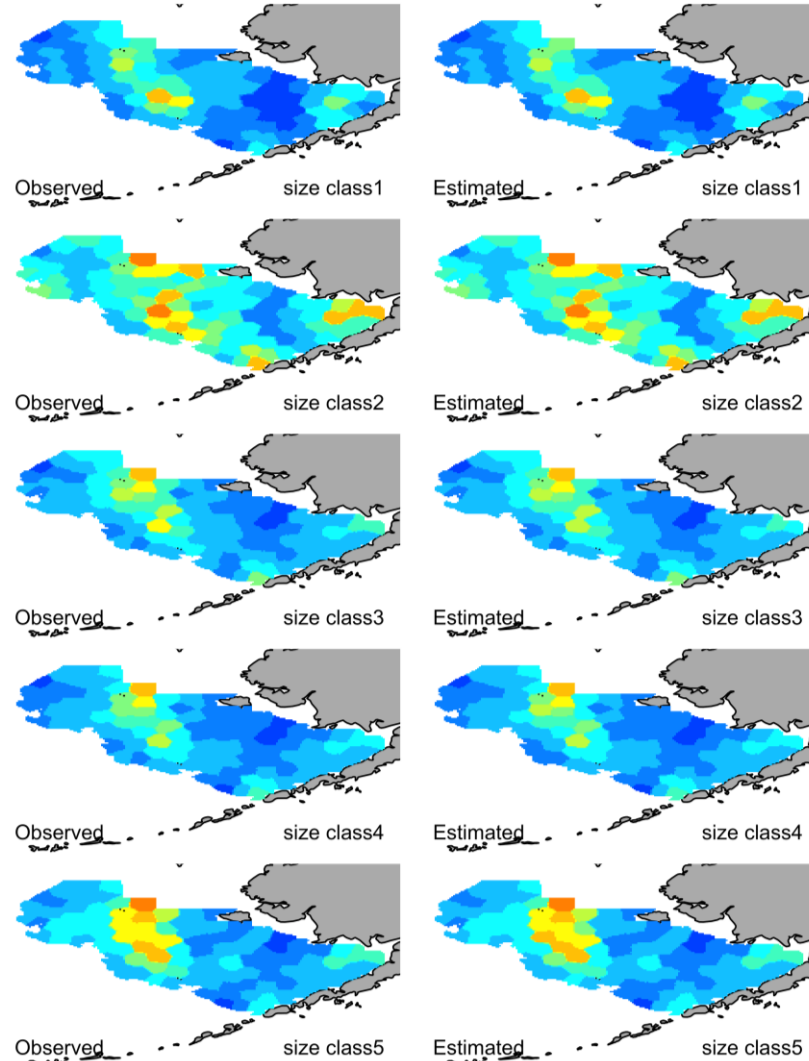 Observed size class1 Estimated size class1
Observed size class2 Estimated size class2
Observed size class3 Estimated size class3
Observed size class4 Estimated size class4
Observed size class5 Estimated size class5